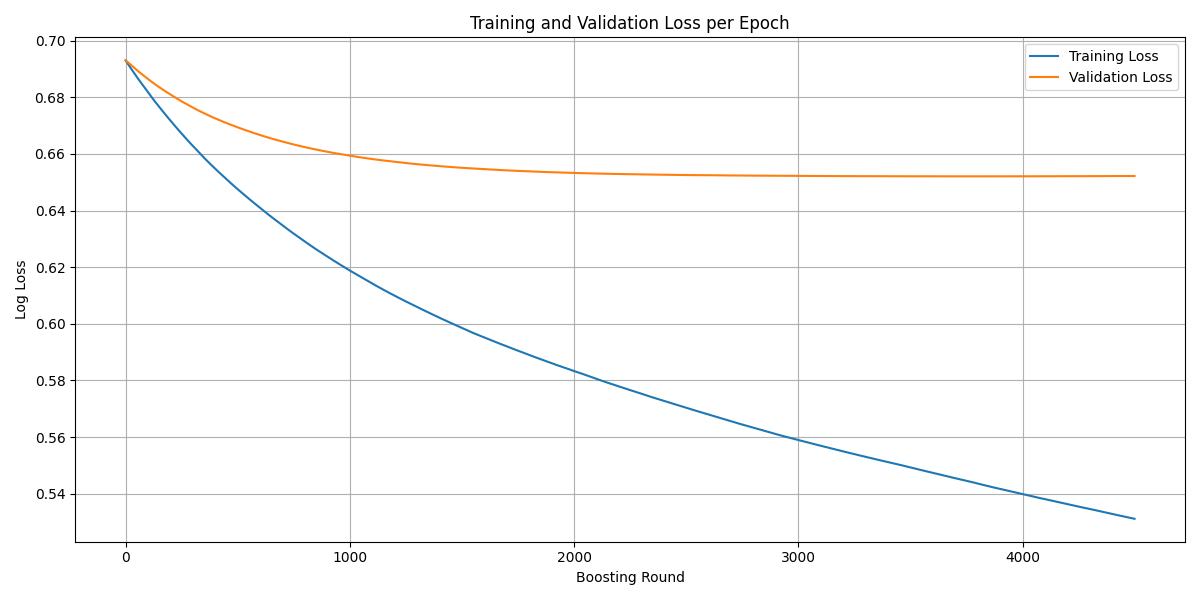 Training and Validation Loss per Epoch
Training Loss
Validation Loss
Log Loss
0.70
0.68
0.66
0.64
0.62
0.60
0.58
0.56
0.54
0
1000
2000
3000
4000
Boosting Round